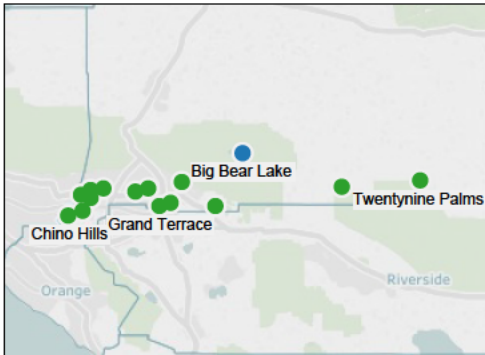 Big Bear Lake
Twentynine Palms
Grand Terrace
Chino Hills
Riverside
Orange